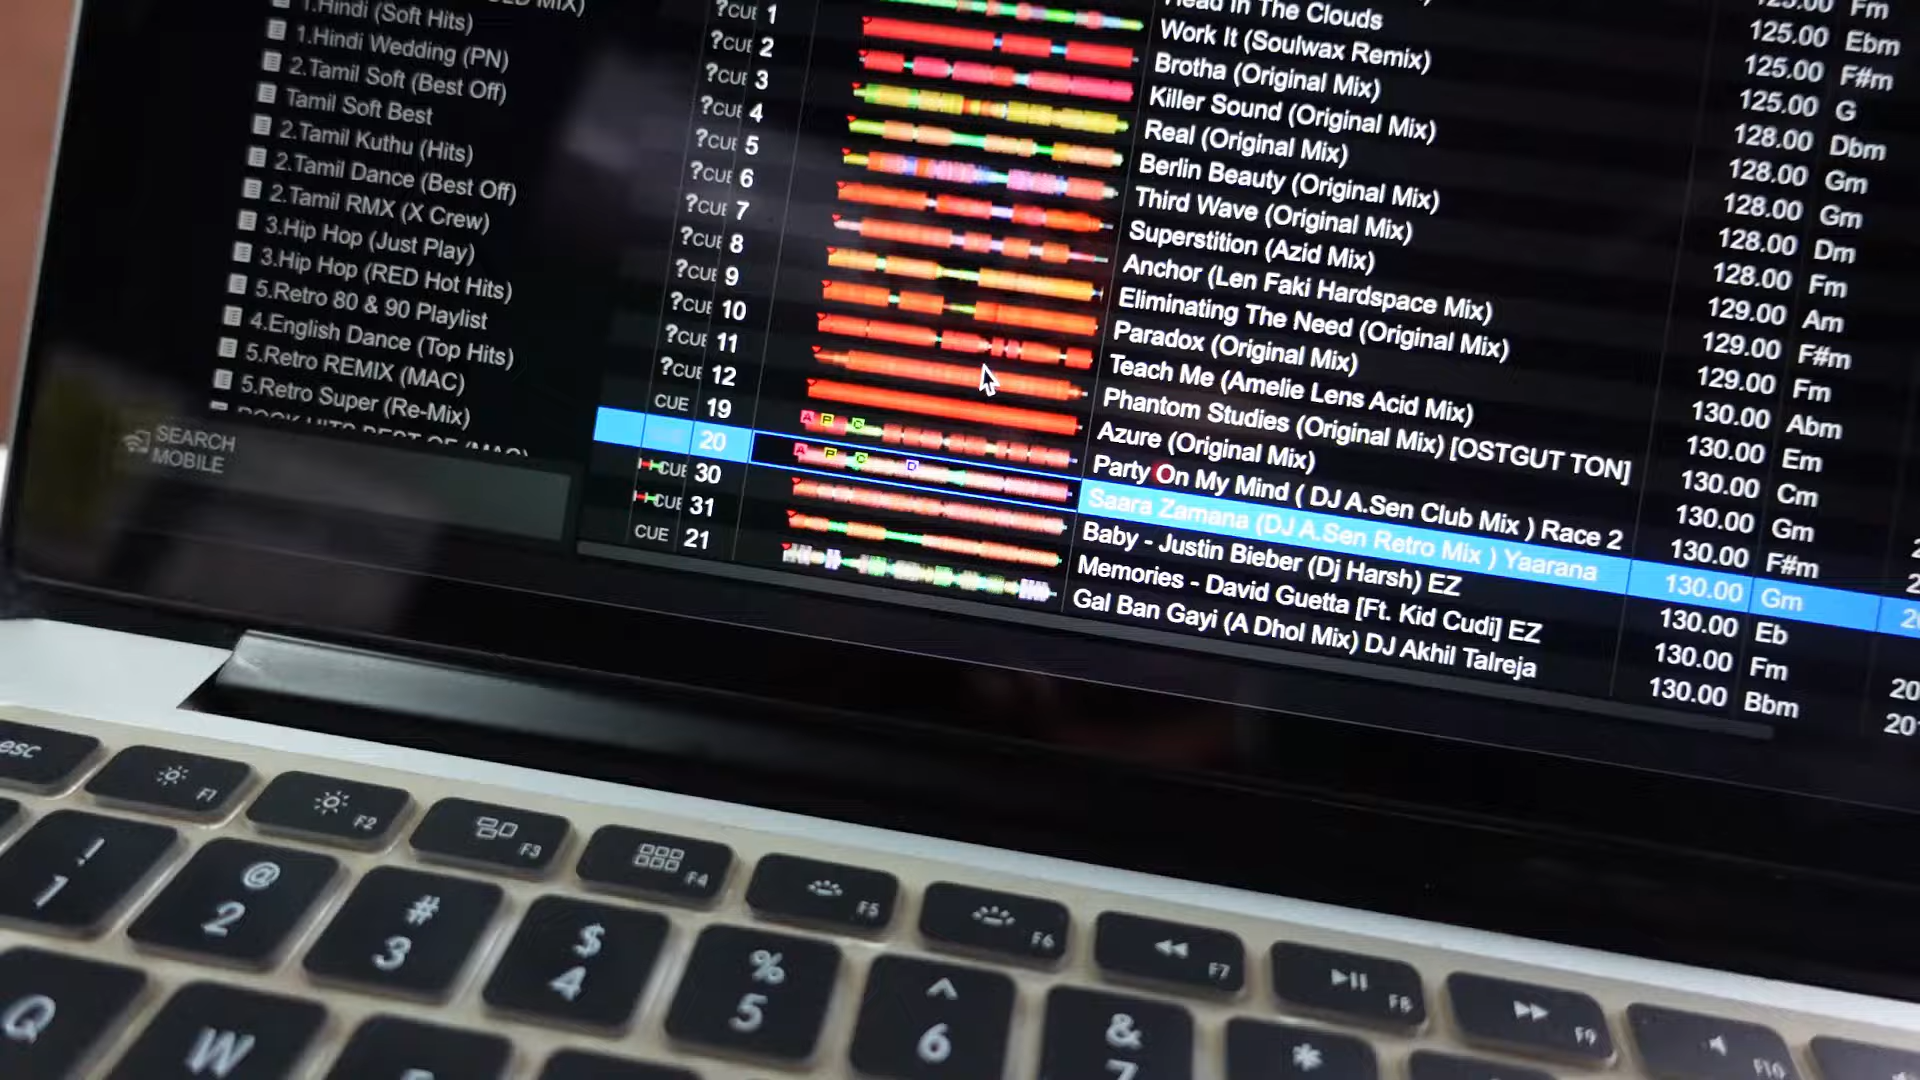 1.Hindi (Soft Hits)
1.Hindi Wedding (PN)
2.Tamil Soft (Best Off)
Tamil Soft Best
2.Tamil Kuthu (Hits)
2.Tamil Dance (Best Off)
2.Tamil RMX (X Crew)
3.Hip Hop (Just Play)
3.Hip Hop (RED Hot Hits)
5.Retro 80 & 90 Playlist
4.English Dance (Top Hits)
5.Retro REMIX (MAC)
5.Retro Super (Re-Mix)
SEARCH
MOBILE
?CUE 1
?CUE 2
?CUE 3
?CUE 4
?CUE 5
?CUE 6
?CUE 7
?CUE 8
?CUE 9
?CUE 10
?CUE 11
?CUE 12
CUE 19
20
CUE 30
CUE 31
CUE 21
Head In The Clouds
Work It (Soulwax Remix)
Brotha (Original Mix)
Killer Sound (Original Mix)
Real (Original Mix)
Berlin Beauty (Original Mix)
Third Wave (Original Mix)
Superstition (Azid Mix)
Anchor (Len Faki Hardspace Mix)
Eliminating The Need (Original Mix)
Paradox (Original Mix)
Teach Me (Amelie Lens Acid Mix)
Phantom Studies (Original Mix) [OSTGUT TON]
Azure (Original Mix)
Party On My Mind ( DJ A.Sen Club Mix ) Race 2
Saara Zamana (DJ A.Sen Retro Mix ) Yaarana
Baby - Justin Bieber (Dj Harsh) EZ
Memories - David Guetta [Ft. Kid Cudi] EZ
Gal Ban Gayi (A Dhol Mix) DJ Akhil Talreja
125.00 Fm
125.00 Ebm
125.00 F#m
125.00 G
128.00 Dbm
128.00 Gm
128.00 Gm
128.00 Dm
128.00 Fm
129.00 Am
129.00 F#m
129.00 Fm
130.00 Abm
130.00 Em
130.00 Cm
130.00 Gm
130.00 F#m
130.00 Gm
130.00 Eb
130.00 Fm
130.00 Bbm
esc
F1
F2
F3
F4
F5
F6
F7
F8
F9
F10
! 1
@ 2
# 3
$ 4
% 5
^ 6
& 7
*
Q
W